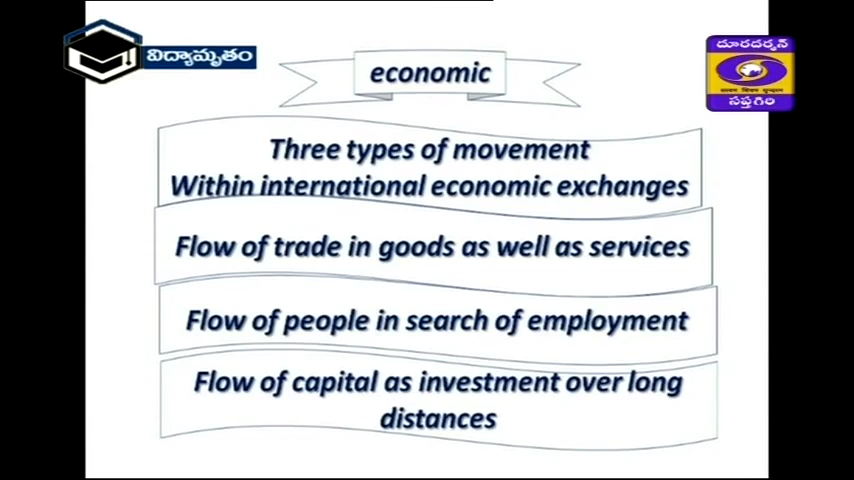 విద్యామృతం
దూరదర్శన్
సప్తగిరి
economic
Three types of movement
Within international economic exchanges
Flow of trade in goods as well as services
Flow of people in search of employment
Flow of capital as investment over long
distances